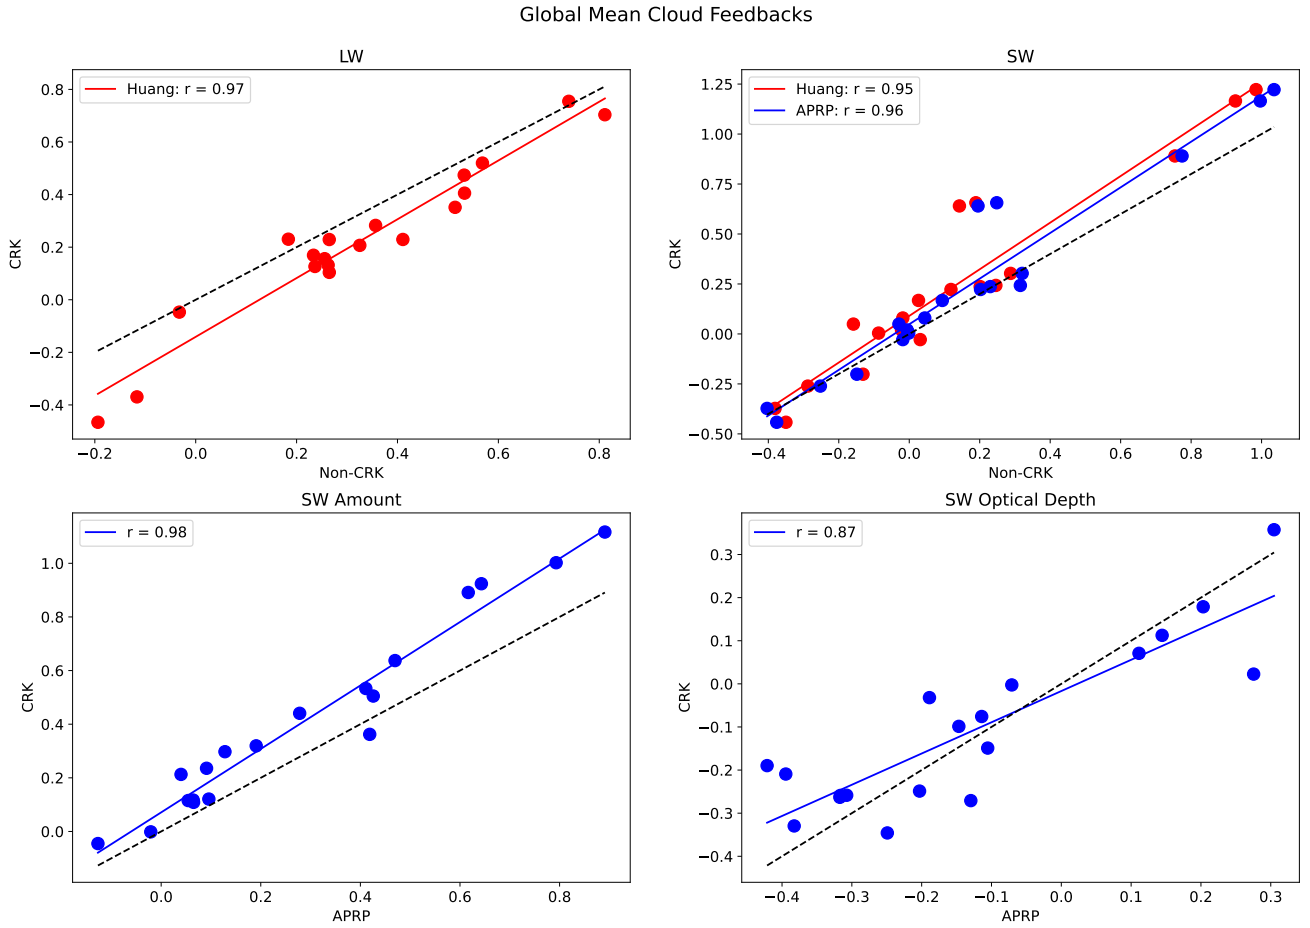 Global Mean Cloud Feedbacks
LW
Huang: r = 0.97
0.8
0.6
0.4
0.2
0.0
−0.2
−0.4
CRK
−0.2 0.0 0.2 0.4 0.6 0.8
Non-CRK
SW
Huang: r = 0.95
APRP: r = 0.96
1.25
1.00
0.75
0.50
0.25
0.00
−0.25
−0.50
CRK
−0.4 −0.2 0.0 0.2 0.4 0.6 0.8 1.0
Non-CRK
SW Amount
r = 0.98
1.0
0.8
0.6
0.4
0.2
0.0
CRK
0.0 0.2 0.4 0.6 0.8
APRP
SW Optical Depth
r = 0.87
0.3
0.2
0.1
0.0
−0.1
−0.2
−0.3
−0.4
CRK
−0.4 −0.3 −0.2 −0.1 0.0 0.1 0.2 0.3
APRP